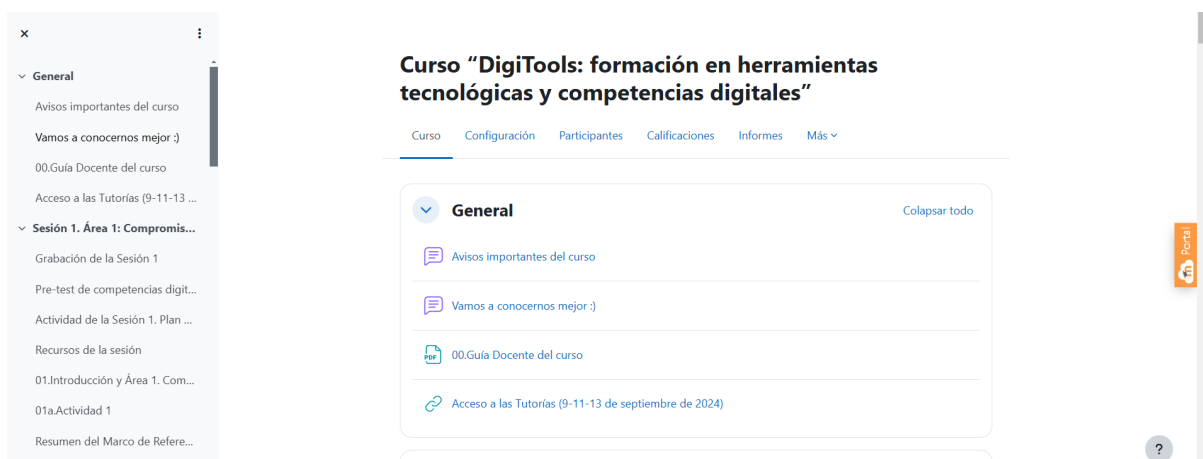 General
Avisos importantes del curso
Vamos a conocernos mejor :)
00.Guía Docente del curso
Acceso a las Tutorías (9-11-13 ...
Sesión 1. Área 1: Compromis...
Grabación de la Sesión 1
Pre-test de competencias digit...
Actividad de la Sesión 1. Plan ...
Recursos de la sesión
01.Introducción y Área 1. Com...
01a.Actividad 1
Resumen del Marco de Refere...
Curso “DigiTools: formación en herramientas
tecnológicas y competencias digitales”
Curso Configuración Participantes Calificaciones Informes Más
General Colapsar todo
Avisos importantes del curso
Vamos a conocernos mejor :)
PDF 00.Guía Docente del curso
Acceso a las Tutorías (9-11-13 de septiembre de 2024)
m Portal
?